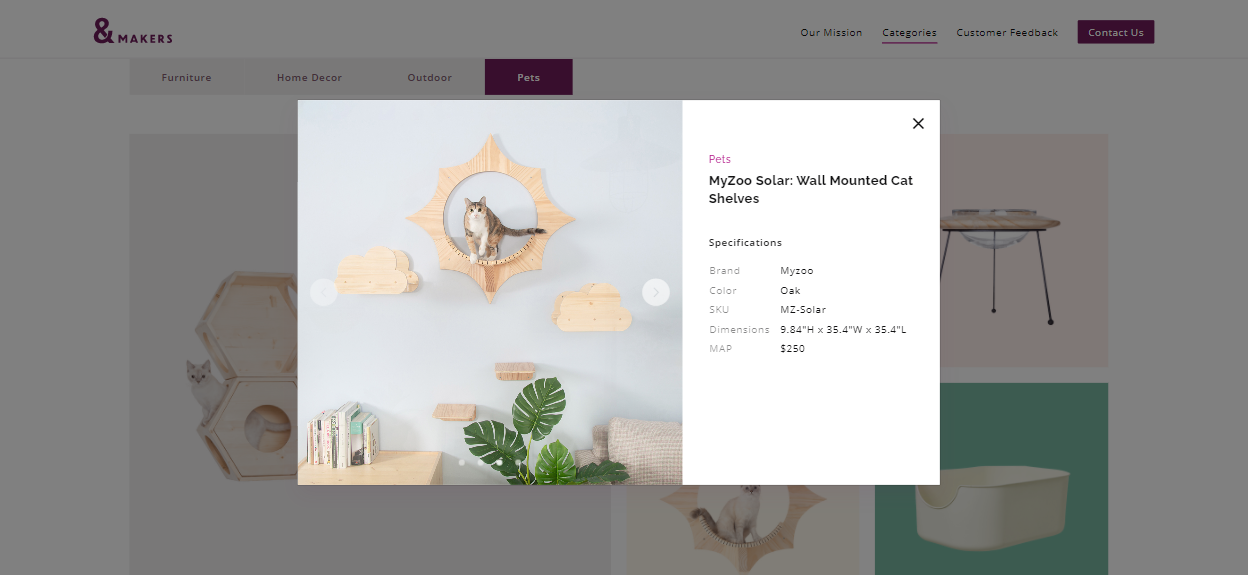 & MAKERS
Our Mission
Categories
Customer Feedback
Contact Us
Furniture
Home Decor
Outdoor
Pets
Pets
MyZoo Solar: Wall Mounted Cat
Shelves
Specifications
Brand Myzoo
Color Oak
SKU MZ-Solar
Dimensions 9.84"H x 35.4"W x 35.4"L
MAP $250